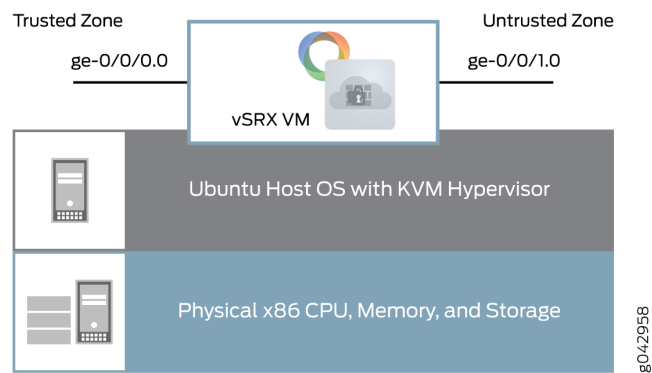 Trusted Zone
Untrusted Zone
ge-0/0/0.0
ge-0/0/1.0
vSRX VM
Ubuntu Host OS with KVM Hypervisor
Physical x86 CPU, Memory, and Storage
g042958